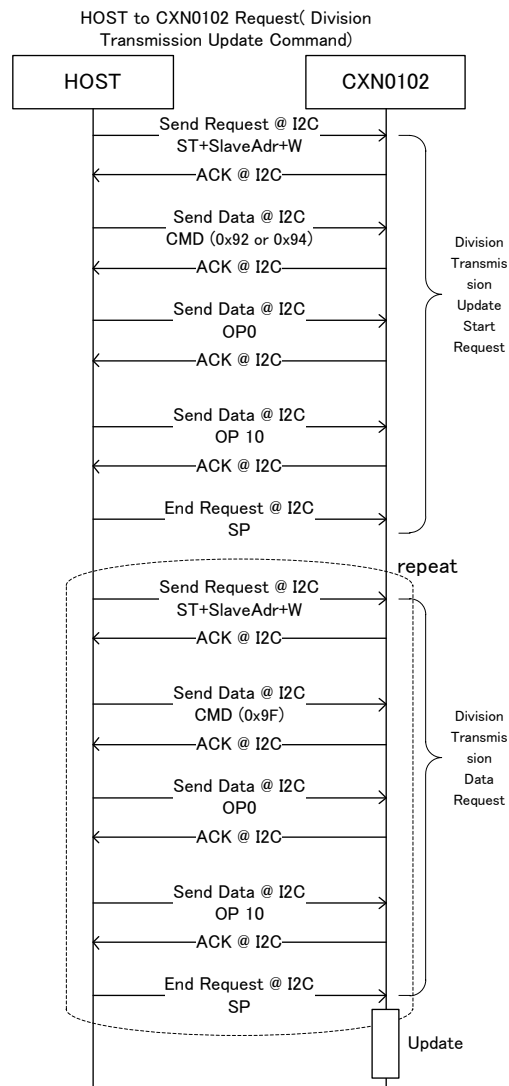 HOST to CXN0102 Request( Division
Transmission Update Command)
HOST
CXN0102
Send Request @ I2C
ST+SlaveAdr+W
ACK @ I2C
Send Data @ I2C
CMD (0x92 or 0x94)
ACK @ I2C
Send Data @ I2C
OP0
ACK @ I2C
Send Data @ I2C
OP 10
ACK @ I2C
End Request @ I2C
SP
Division
Transmis
sion
Update
Start
Request
repeat
Send Request @ I2C
ST+SlaveAdr+W
ACK @ I2C
Send Data @ I2C
CMD (0x9F)
ACK @ I2C
Send Data @ I2C
OP0
ACK @ I2C
Send Data @ I2C
OP 10
ACK @ I2C
End Request @ I2C
SP
Division
Transmis
sion
Data
Request
Update